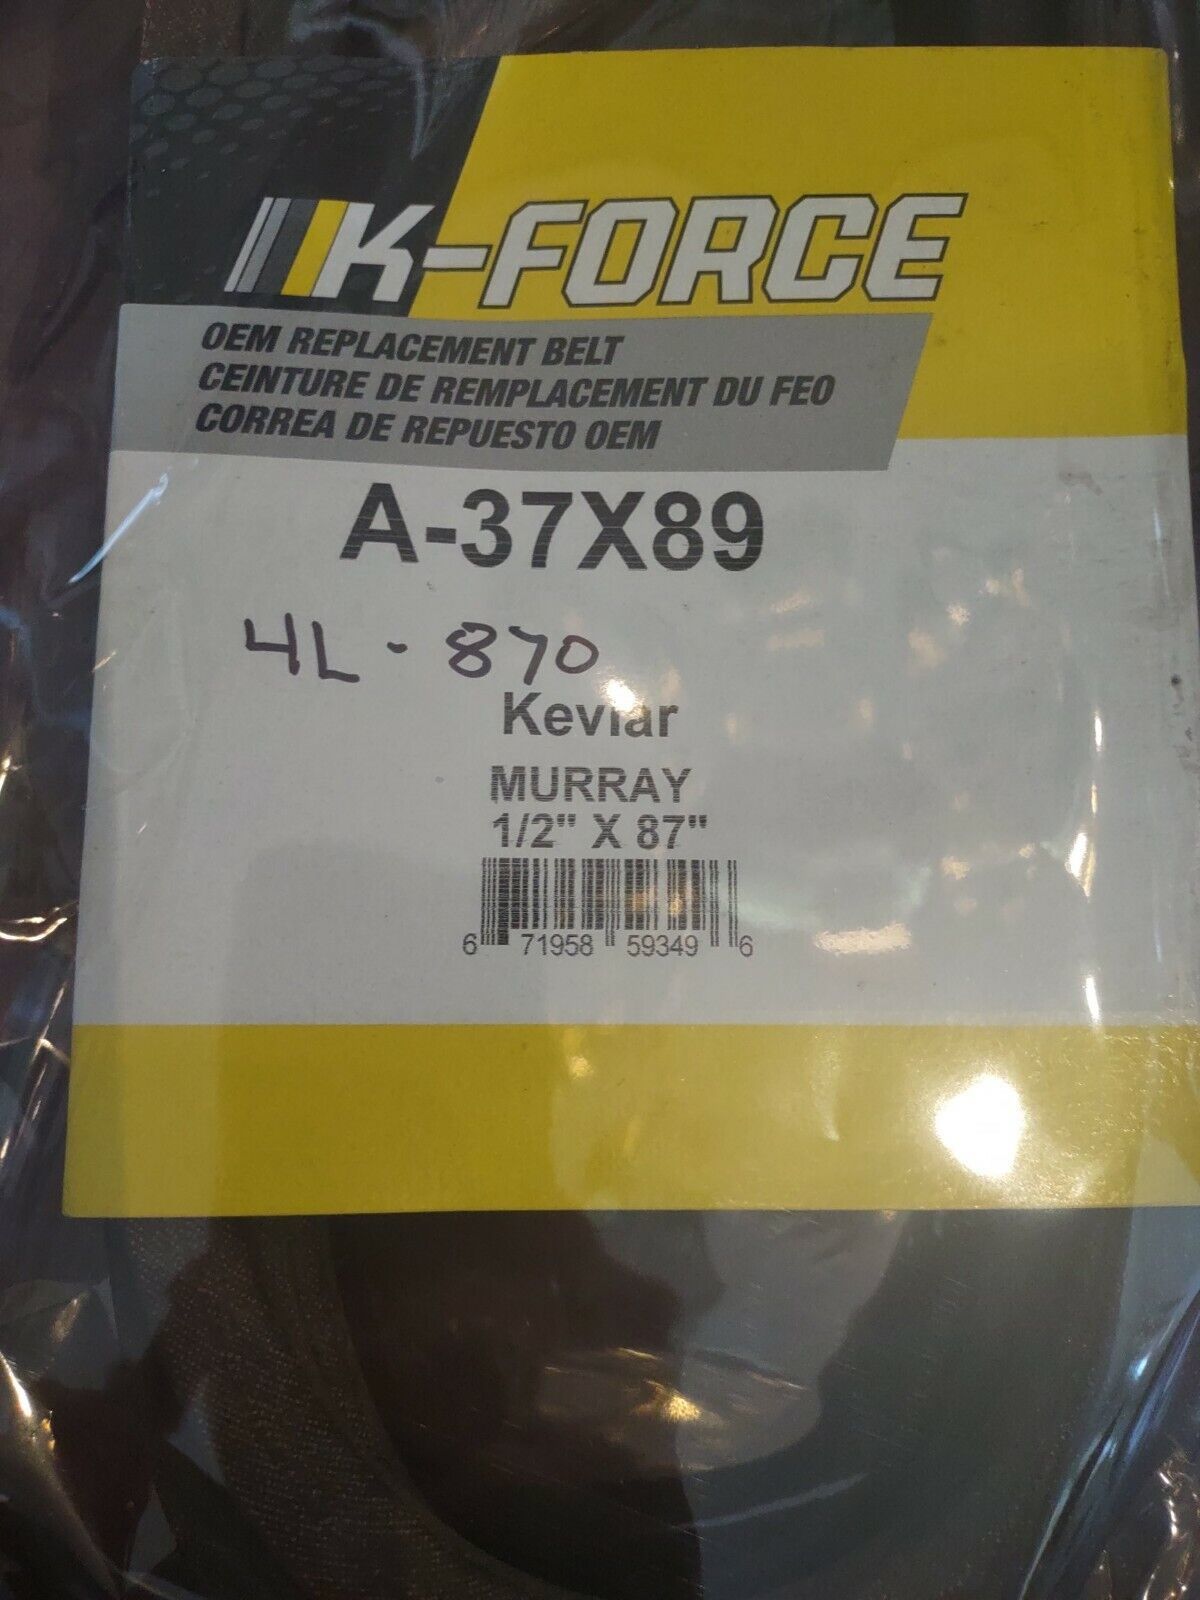 K-FORCE
OEM REPLACEMENT BELT
CEINTURE DE REMPLACEMENT DU FEO
CORREA DE REPUESTO OEM
A-37X89
4L - 870
Kevlar
MURRAY
1/2" X 87"
6 71958 59349 6